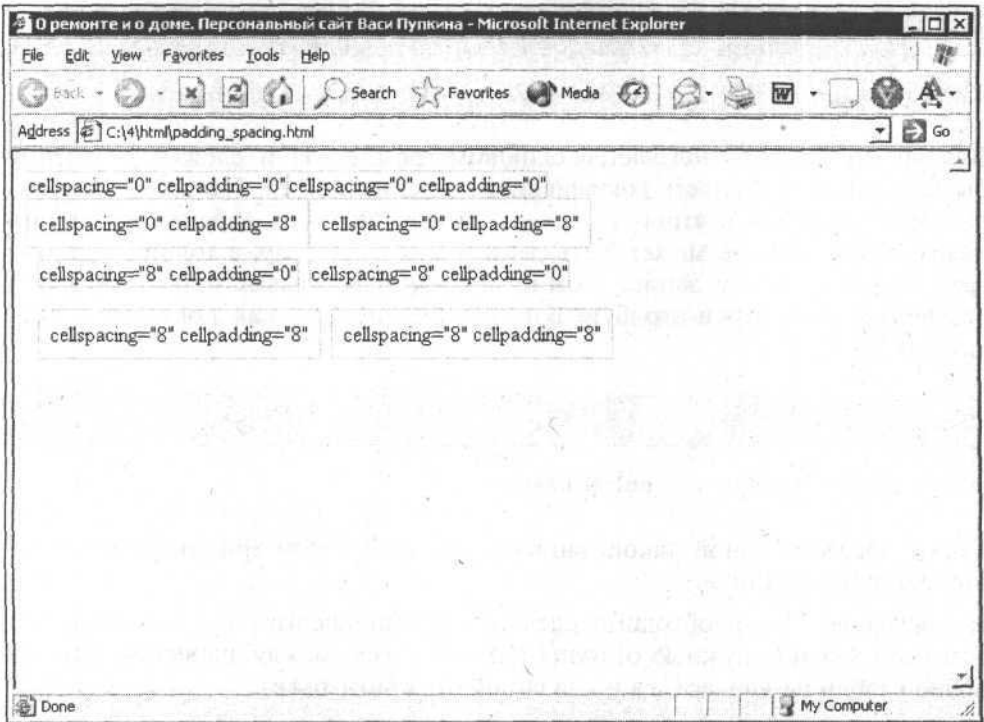 О ремонте и о доме. Персональный сайт Васи Пупкина - Microsoft Internet Explorer
File Edit View Favorites Tools Help
Back Search Favorites Media
Address C:\4\html\padding_spacing.html Go
cellspacing="0" cellpadding="0"cellspacing="0" cellpadding="0"
cellspacing="0" cellpadding="8" cellspacing="0" cellpadding="8"
cellspacing="8" cellpadding="0" cellspacing="8" cellpadding="0"
cellspacing="8" cellpadding="8" cellspacing="8" cellpadding="8"
Done My Computer